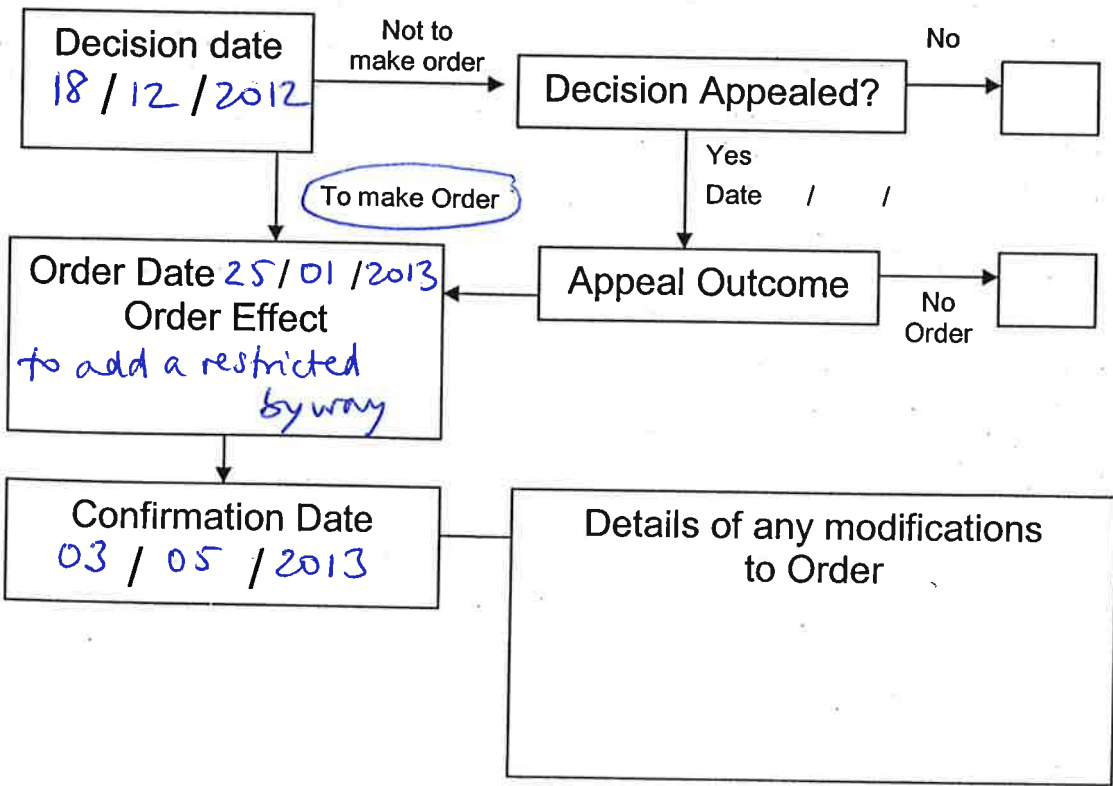 Decision date
18 / 12 / 2012
Not to
make order
Decision Appealed?
No
Yes
Date / /
To make Order
Order Date 25/01/2013
Order Effect
to add a restricted
byway
Appeal Outcome
No
Order
Confirmation Date
03 / 05 / 2013
Details of any modifications
to Order